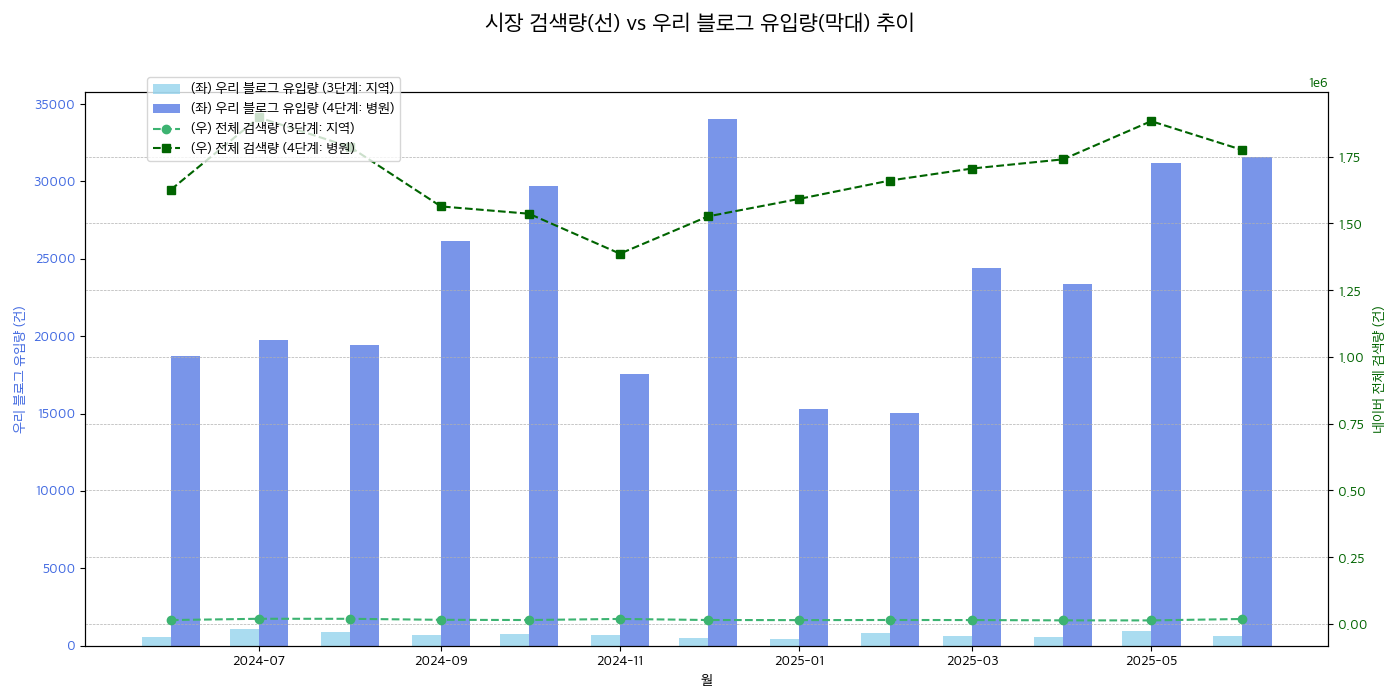 시장 검색량(선) vs 우리 블로그 유입량(막대) 추이
1e6
(좌) 우리 블로그 유입량 (3단계: 지역)
(좌) 우리 블로그 유입량 (4단계: 병원)
(우) 전체 검색량 (3단계: 지역)
(우) 전체 검색량 (4단계: 병원)
35000
30000
25000
20000
15000
10000
5000
0
우리 블로그 유입량 (건)
1.75
1.50
1.25
1.00
0.75
0.50
0.25
0.00
네이버 전체 검색량 (건)
2024-07
2024-09
2024-11
2025-01
2025-03
2025-05
월